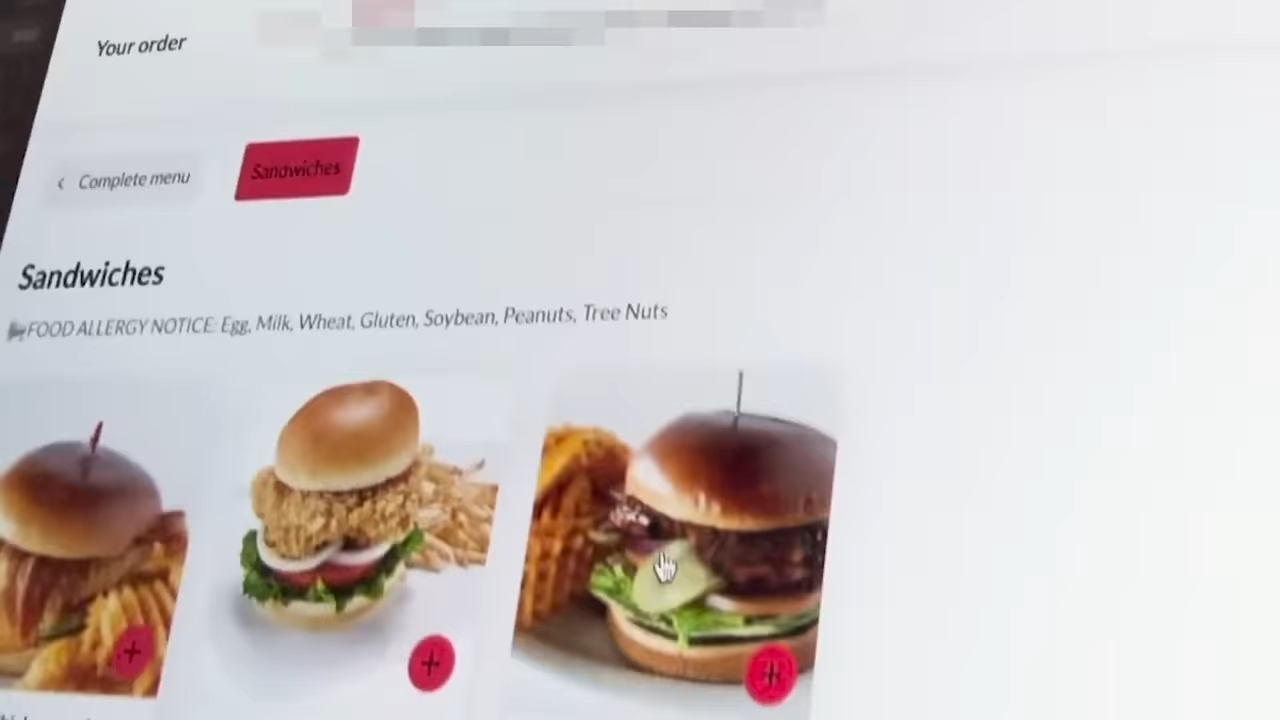 Your order
Complete menu
Sandwiches
Sandwiches
FOOD ALLERGY NOTICE: Egg, Milk, Wheat, Gluten, Soybean, Peanuts, Tree Nuts